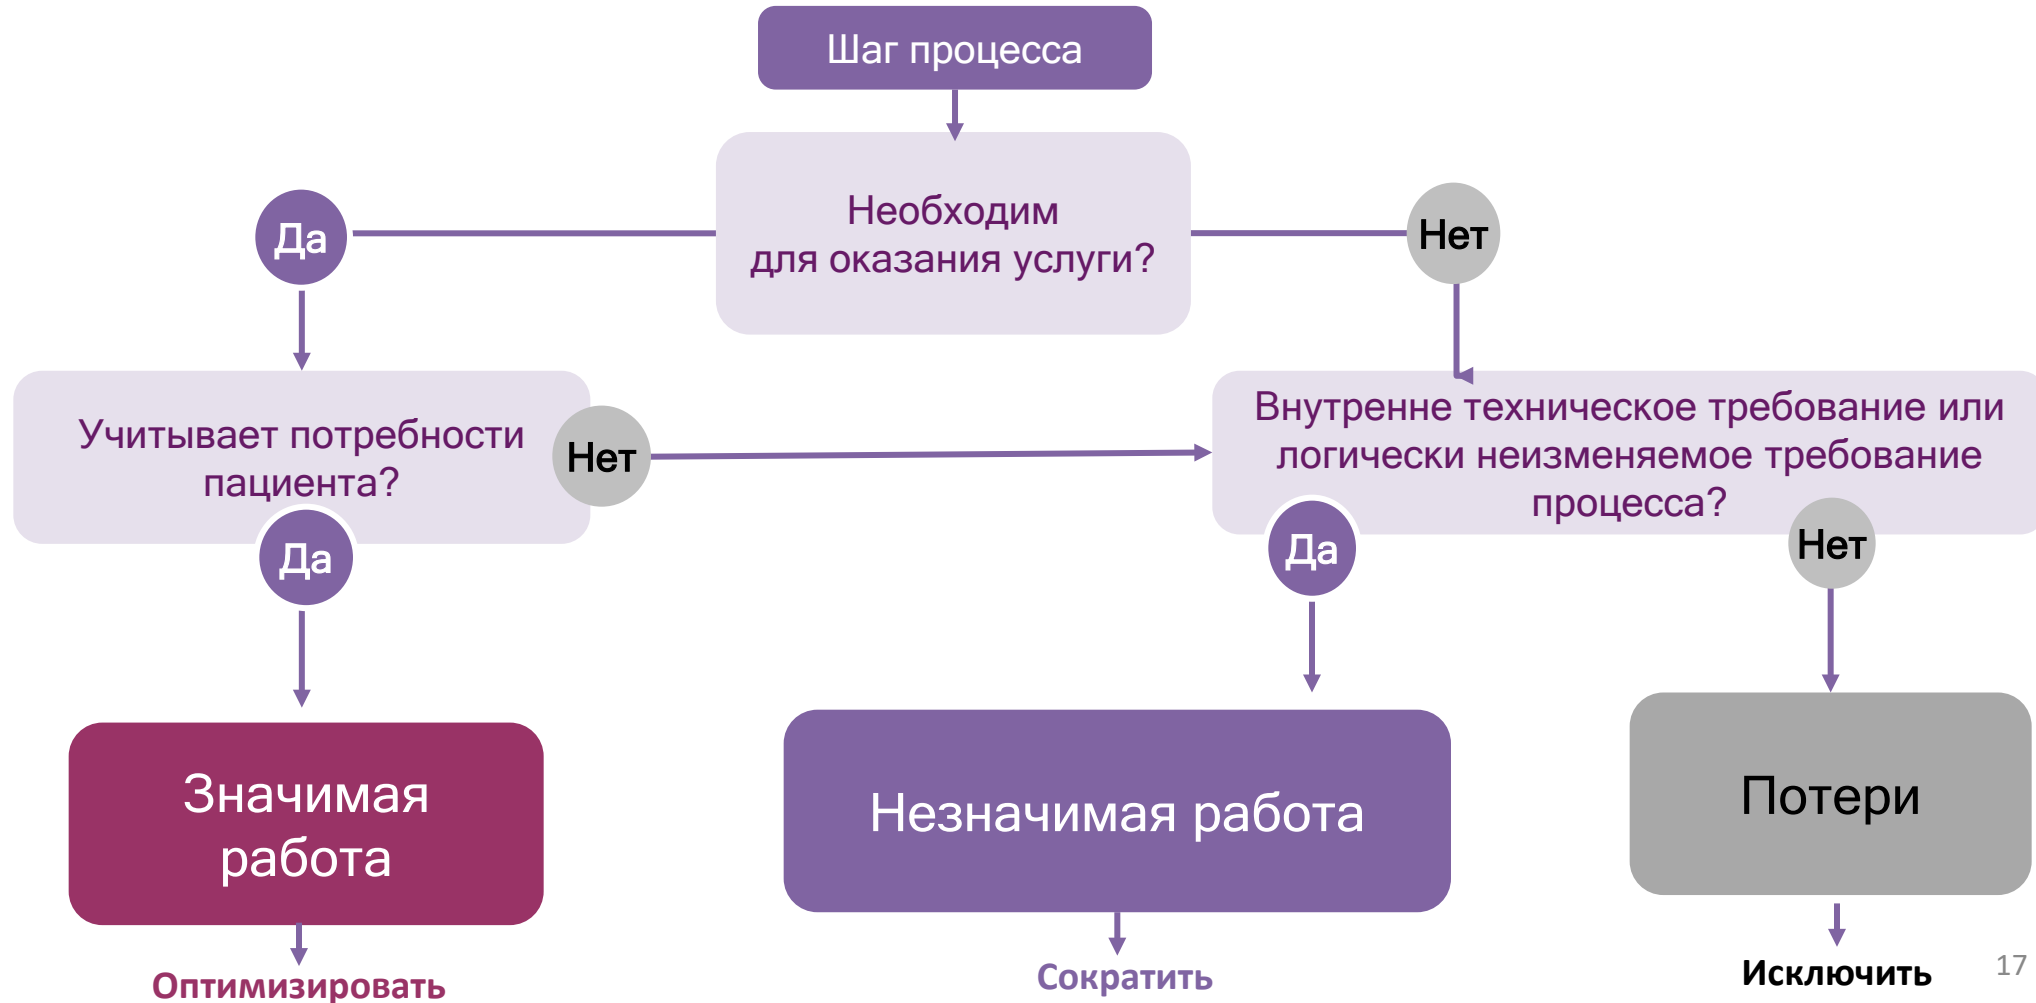 Шаг процесса
Необходим
для оказания услуги?
Да
Нет
Учитывает потребности
пациента?
Нет
Внутренне техническое требование или
логически неизменяемое требование
процесса?
Да
Да
Нет
Значимая
работа
Незначимая работа
Потери
Оптимизировать
Сократить
Исключить
17